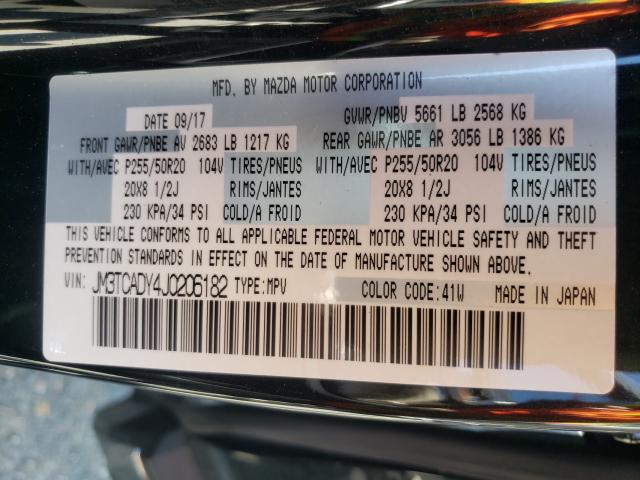 MFD. BY MAZDA MOTOR CORPORATION
DATE 09/17 GVWR/PNBV 5661 LB 2568 KG
FRONT GAWR/PNBE AV 2683 LB 1217 KG REAR GAWR/PNBE AR 3056 LB 1386 KG
WITH/AVEC P255/50R20 104V TIRES/PNEUS WITH/AVEC P255/50R20 104V TIRES/PNEUS
20X8 1/2J RIMS/JANTES 20X8 1/2J RIMS/JANTES
230 KPA/34 PSI COLD/A FROID 230 KPA/34 PSI COLD/A FROID
THIS VEHICLE CONFORMS TO ALL APPLICABLE FEDERAL MOTOR VEHICLE SAFETY AND THEFT
PREVENTION STANDARDS IN EFFECT ON THE DATE OF MANUFACTURE SHOWN ABOVE.
VIN: JM3TCADY4J0206182 TYPE:MPV COLOR CODE:41W MADE IN JAPAN